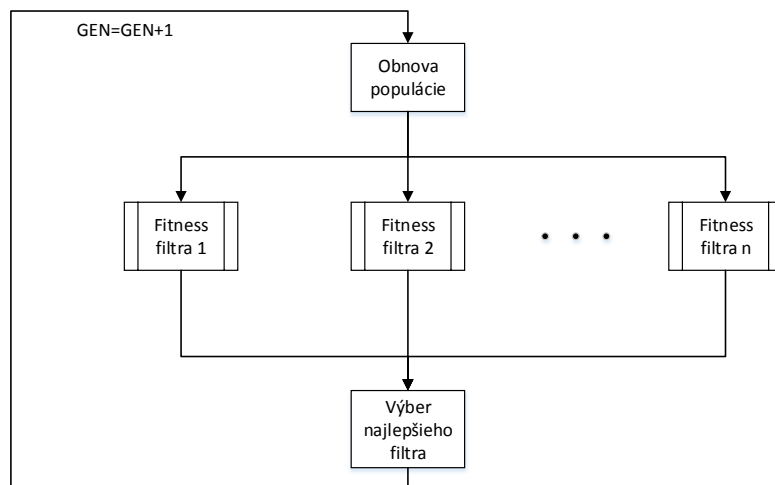 GEN=GEN+1
Obnova
populácie
Fitness
filtra 1
Fitness
filtra 2
Fitness
filtra n
Výber
najlepšieho
filtra